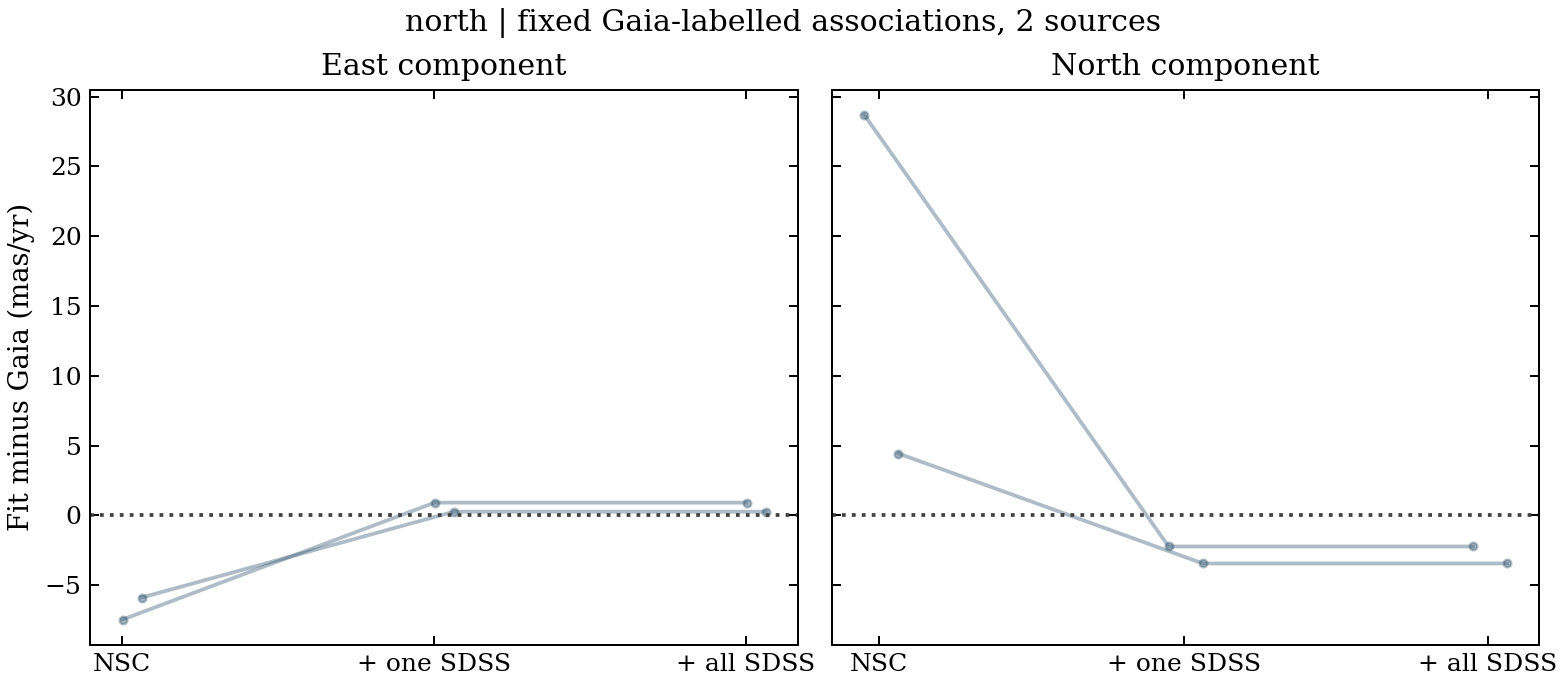 north | fixed Gaia-labelled associations, 2 sources
East component
North component
Fit minus Gaia (mas/yr)
30
25
20
15
10
5
0
−5
NSC
+ one SDSS
+ all SDSS
NSC
+ one SDSS
+ all SDSS